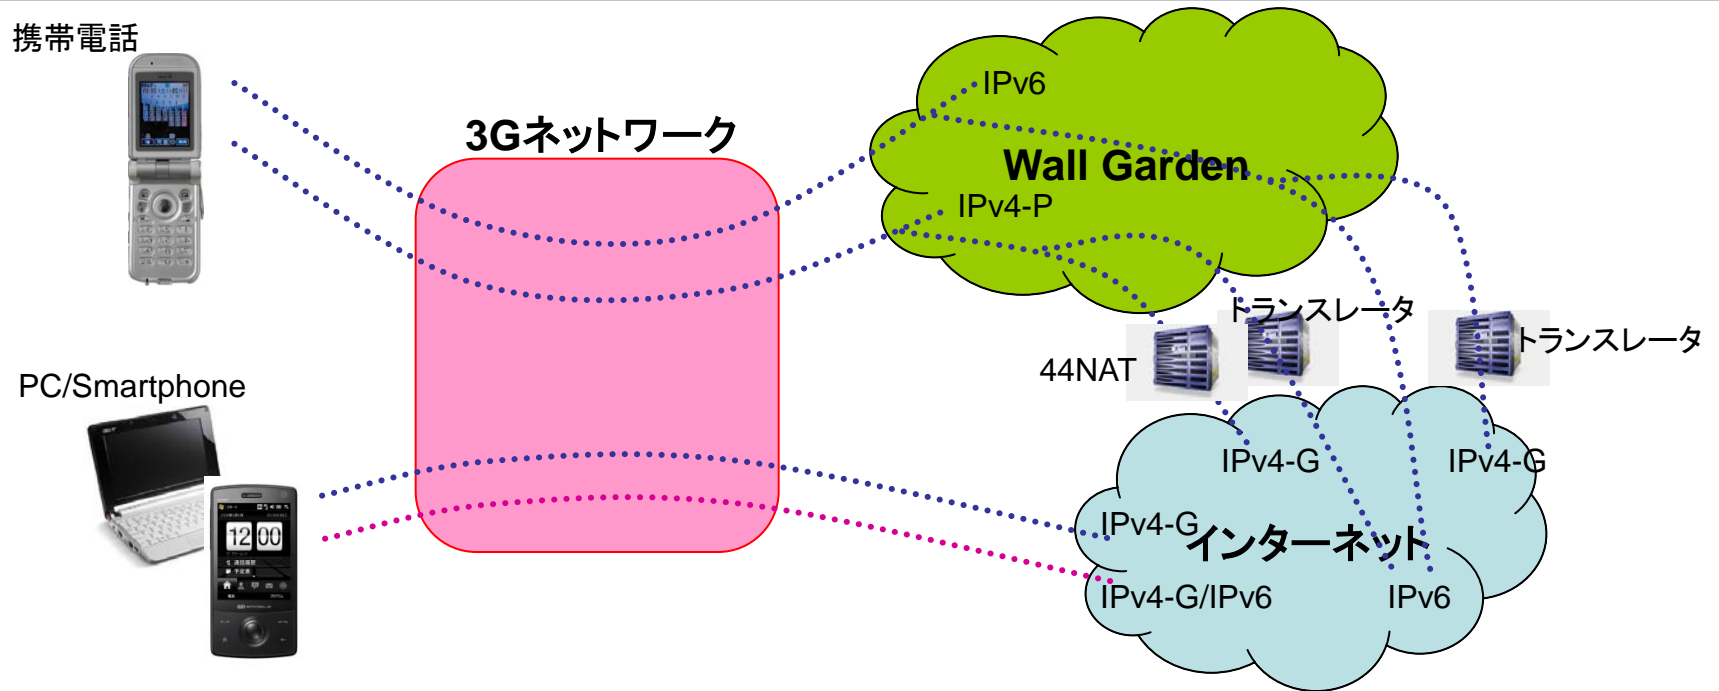 携帯電話
IPv6
3Gネットワーク
Wall Garden
IPv4-P
トランスレータ
トランスレータ
44NAT
PC/Smartphone
IPv4-G
IPv4-G
12 00
IPv4-G
インターネット
IPv4-G/IPv6
IPv6